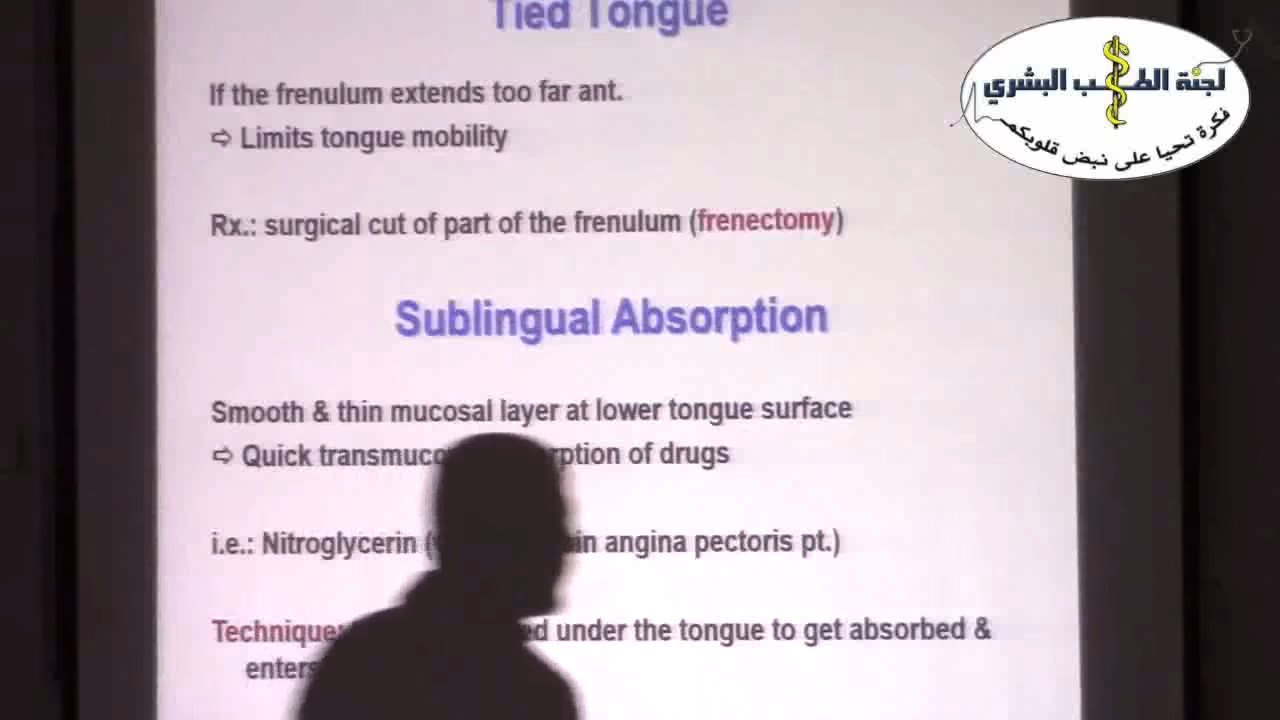 Tied Tongue
لجنة الطب البشري
فكرة تحيا على نبض قلوبكم
If the frenulum extends too far ant.
⇨ Limits tongue mobility
Rx.: surgical cut of part of the frenulum (frenectomy)
Sublingual Absorption
Smooth & thin mucosal layer at lower tongue surface
⇨ Quick of drugs
i.e.: Nitroglycerin in angina pectoris pt.)
Technique: under the tongue to get absorbed &
enters